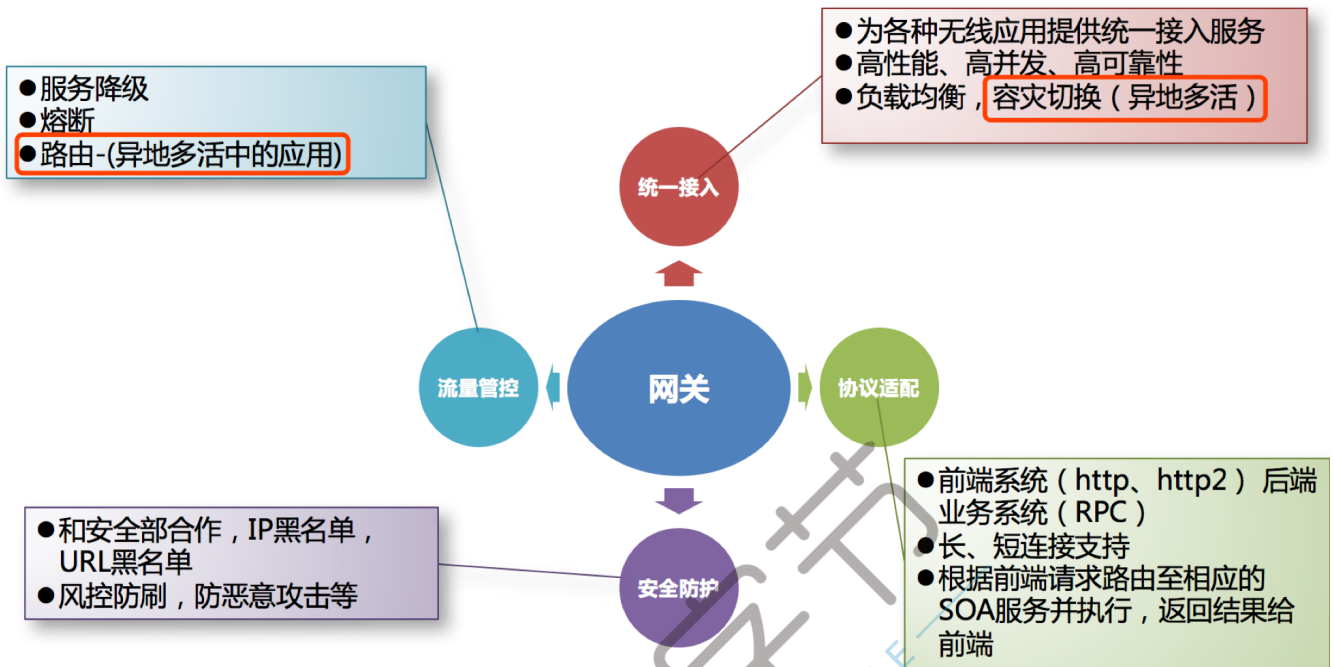 ●为各种无线应用提供统一接入服务
●高性能、高并发、高可靠性
●负载均衡，容灾切换（异地多活）
●服务降级
●熔断
●路由-(异地多活中的应用)
统一接入
流量管控
网关
协议适配
●前端系统（http、http2） 后端
业务系统（RPC）
●长、短连接支持
●根据前端请求路由至相应的
SOA服务并执行，返回结果给
前端
●和安全部合作，IP黑名单，
URL黑名单
●风控防刷，防恶意攻击等
安全防护